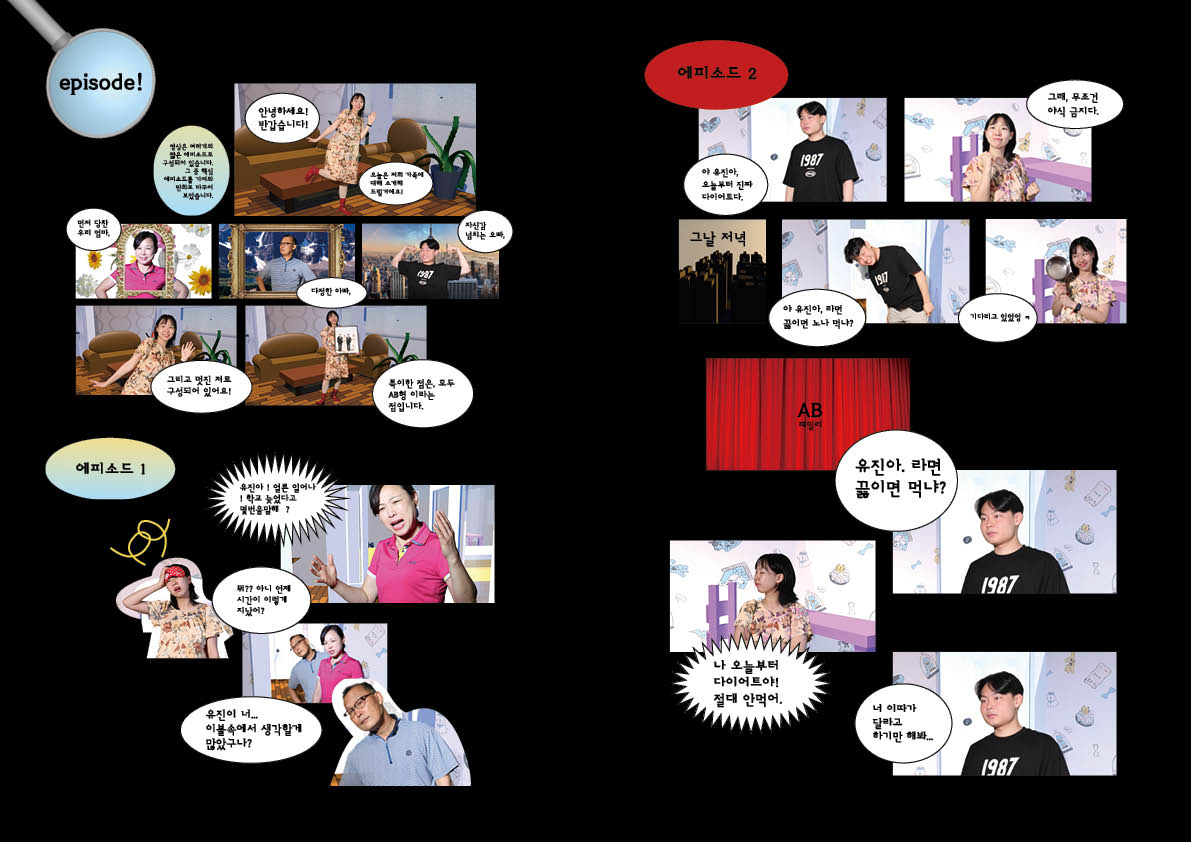 episode!
영상은 여러개의
짧은 에피소드로
구성되어 있습니다.
그 중 핵심
에피소드를 가져와
만화로 바꾸어
보았습니다.
안녕하세요!
반갑습니다!
오늘은 저희 가족에
대해 소개해
드릴거에요!
먼저 당찬
우리 엄마,
다정한 아빠,
자신감
넘치는 오빠,
그리고 멋진 저로
구성되어 있어요!
특이한 점은, 모두
AB형 이라는
점입니다.
에피소드 1
유진아 ! 얼른 일어나
! 학교 늦었다고
몇번을말해 ?
뭐?? 아니 언제
시간이 이렇게
지났어?
유진이 너...
이불속에서 생각할게
많았구나?
에피소드 2
야 유진아,
오늘부터 진짜
다이어트다.
1987
그래, 무조건
야식 금지다.
그날 저녁
야 유진아, 라면
끓이면 노나 먹냐?
기다리고 있었엉 ㅋ
AB
패밀리
유진아. 라면
끓이면 먹냐?
1987
나 오늘부터
다이어트야!
절대 안먹어.
너 이따가
달라고
하기만 해봐...
1987